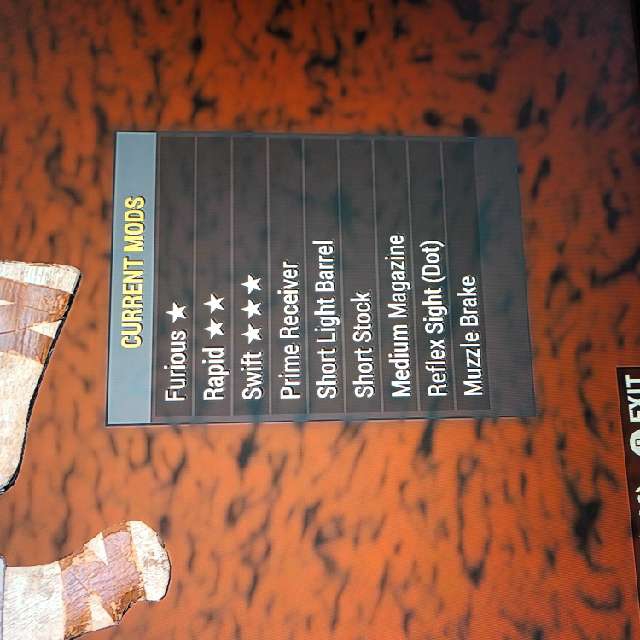 CURRENT MODS
Furious ★
Rapid ★★
Swift ★★★
Prime Receiver
Short Light Barrel
Short Stock
Medium Magazine
Reflex Sight (Dot)
Muzzle Brake
EXIT